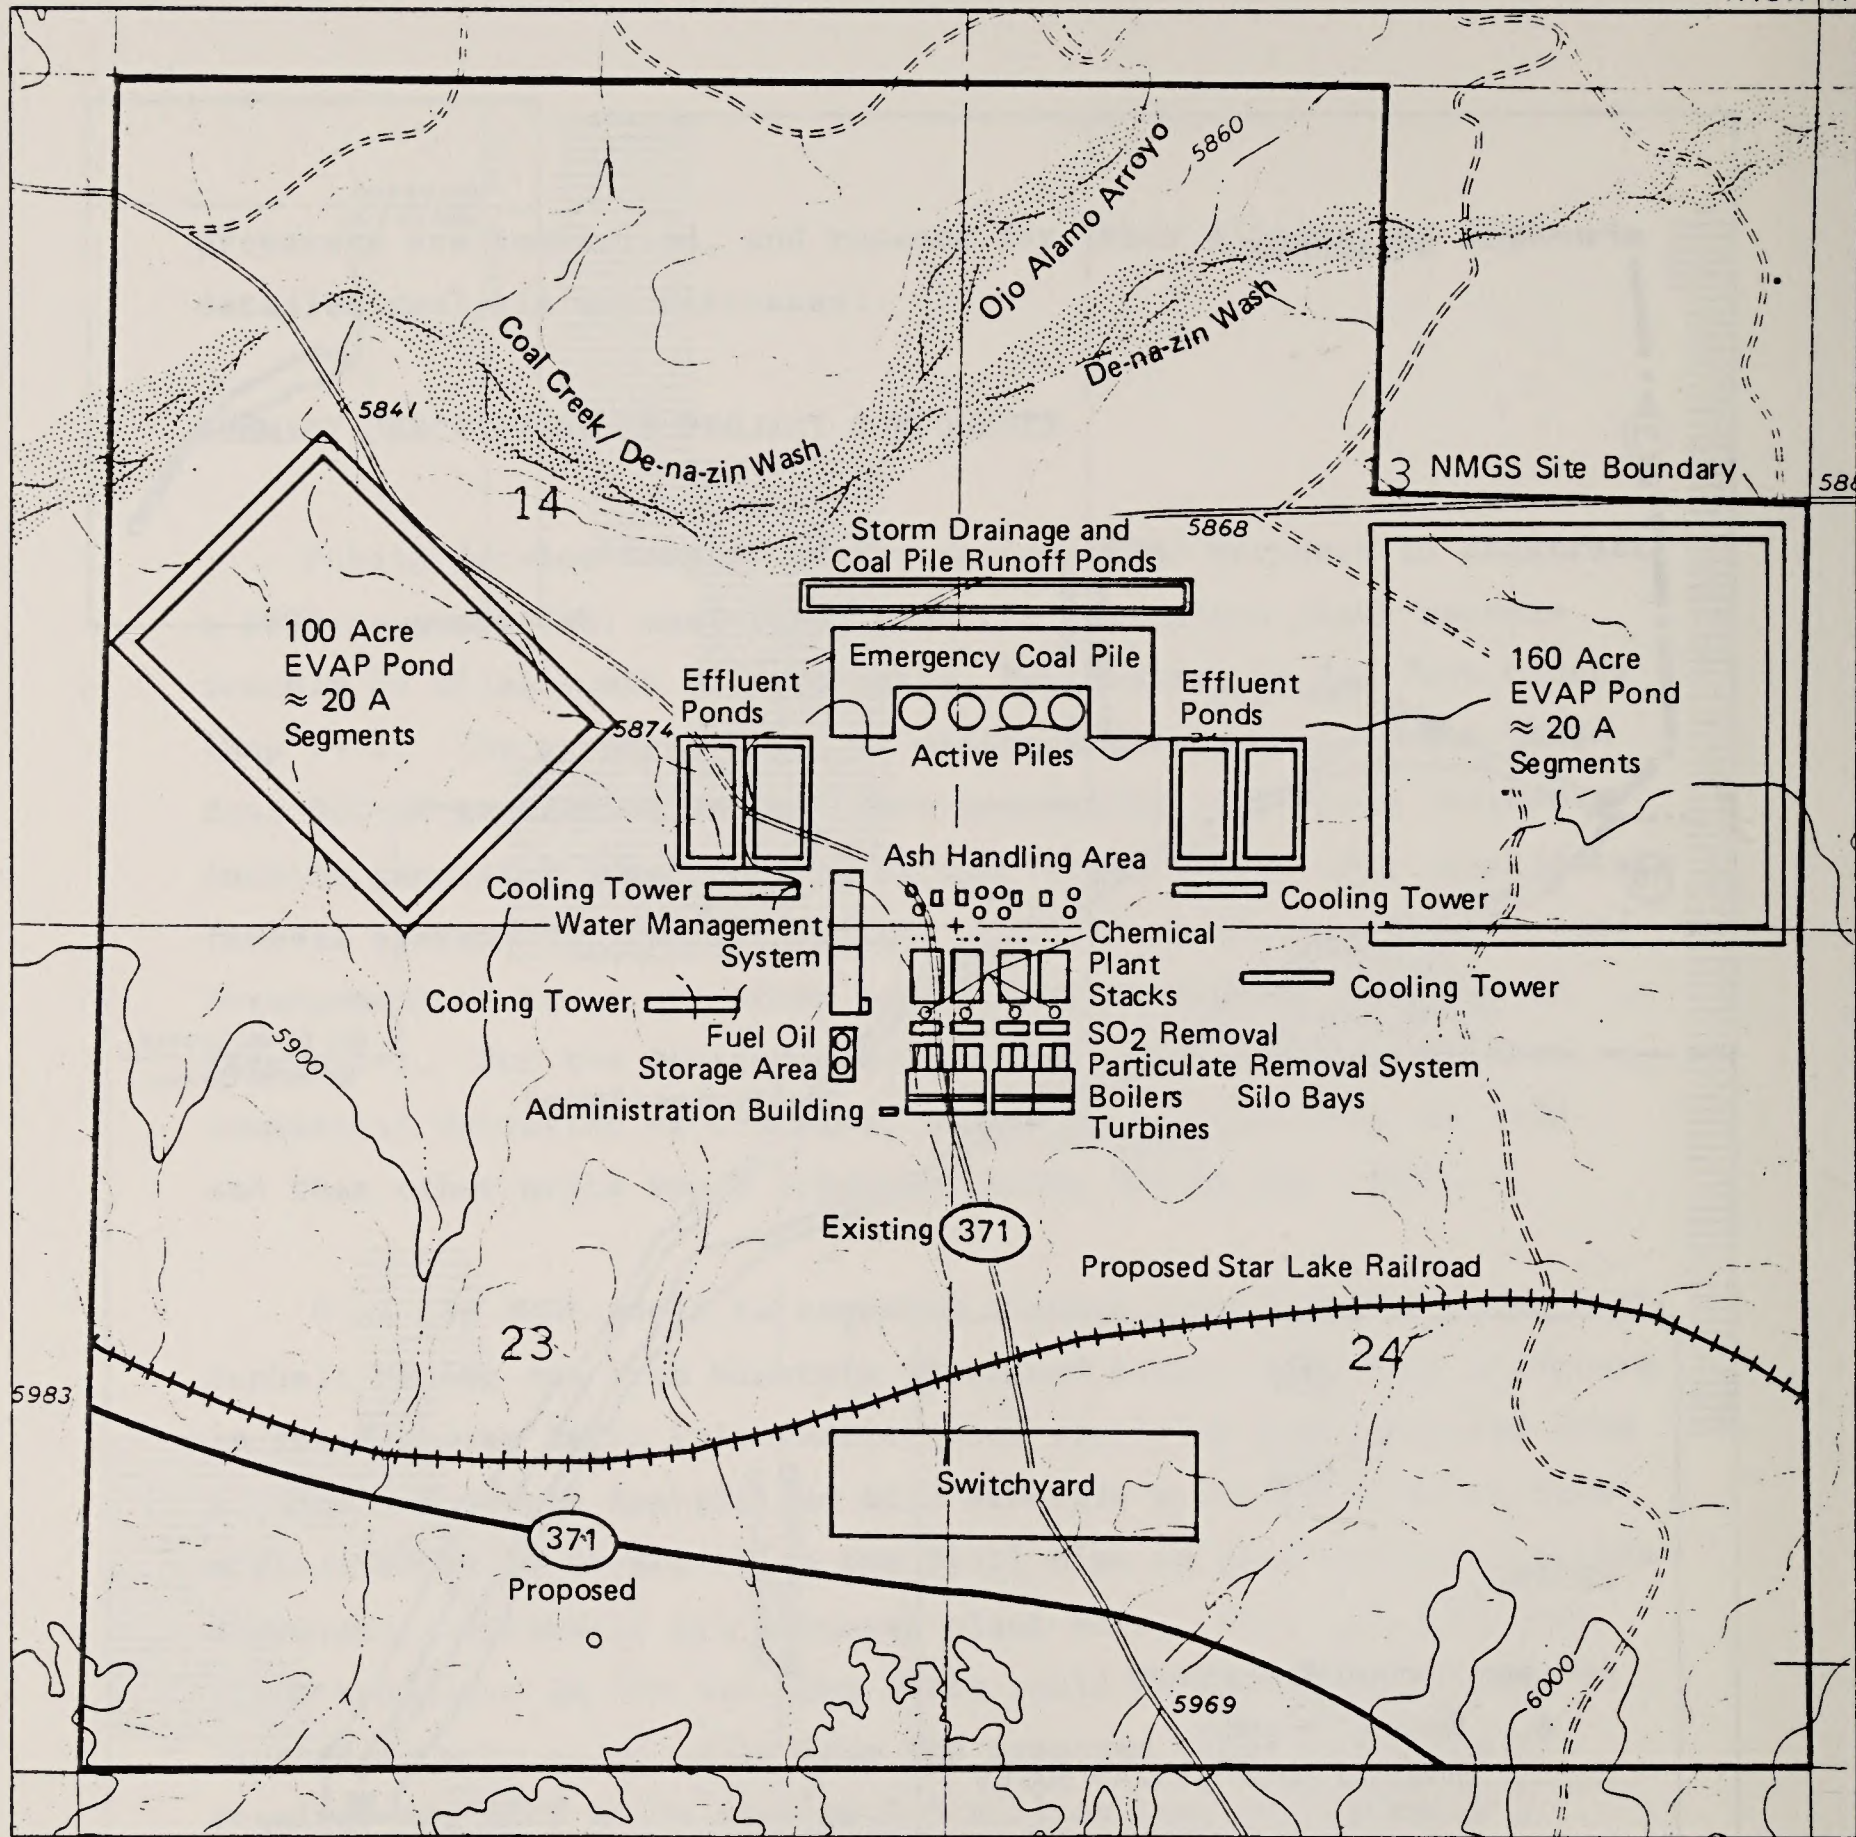 5860
Ojo Alamo Arroyo
De-na-zin Wash
Coal Creek/ De-na-zin Wash
5841
14
13 NMGS Site Boundary
5868
Storm Drainage and
Coal Pile Runoff Ponds
100 Acre
EVAP Pond
≈ 20 A
Segments
Emergency Coal Pile
160 Acre
EVAP Pond
≈ 20 A
Segments
Effluent
Ponds
Effluent
Ponds
5874
Active Piles
Ash Handling Area
Cooling Tower
Cooling Tower
Water Management
System
Chemical
Plant
Stacks
Cooling Tower
Cooling Tower
Fuel Oil
Storage Area
SO2 Removal
Particulate Removal System
Boilers Silo Bays
Turbines
5900
Administration Building
Existing 371
Proposed Star Lake Railroad
23
24
5983
Switchyard
371
Proposed
5969
6000